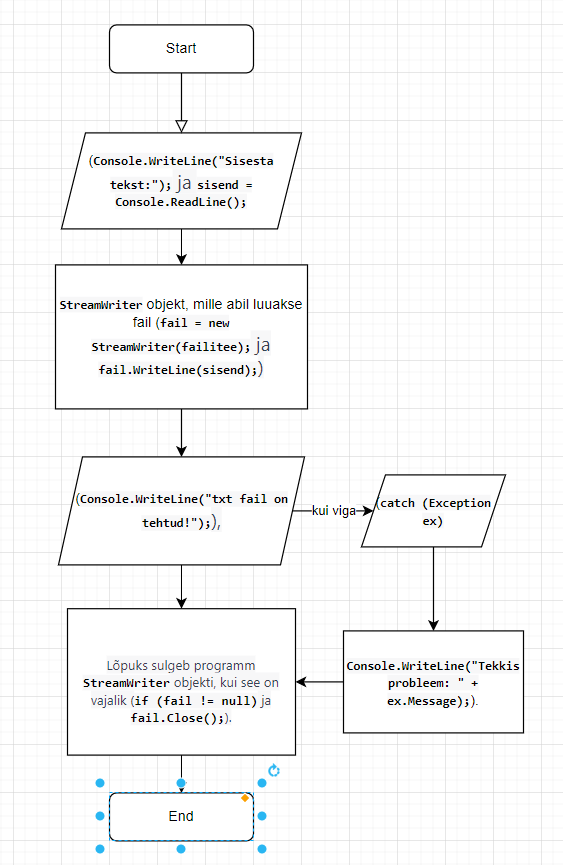 Start
(Console.WriteLine("Sisesta
tekst:"); ja sisend =
Console.ReadLine();
StreamWriter objekt, mille abil luuakse
fail (fail = new
StreamWriter(failitee); ja
fail.WriteLine(sisend);)
(Console.WriteLine("txt fail on
tehtud!");),
kui viga
(catch (Exception
ex)
Lõpuks sulgeb programm
StreamWriter objekti, kui see on
vajalik (if (fail != null) ja
fail.Close();).
Console.WriteLine("Tekkis
probleem: " +
ex.Message);).
End